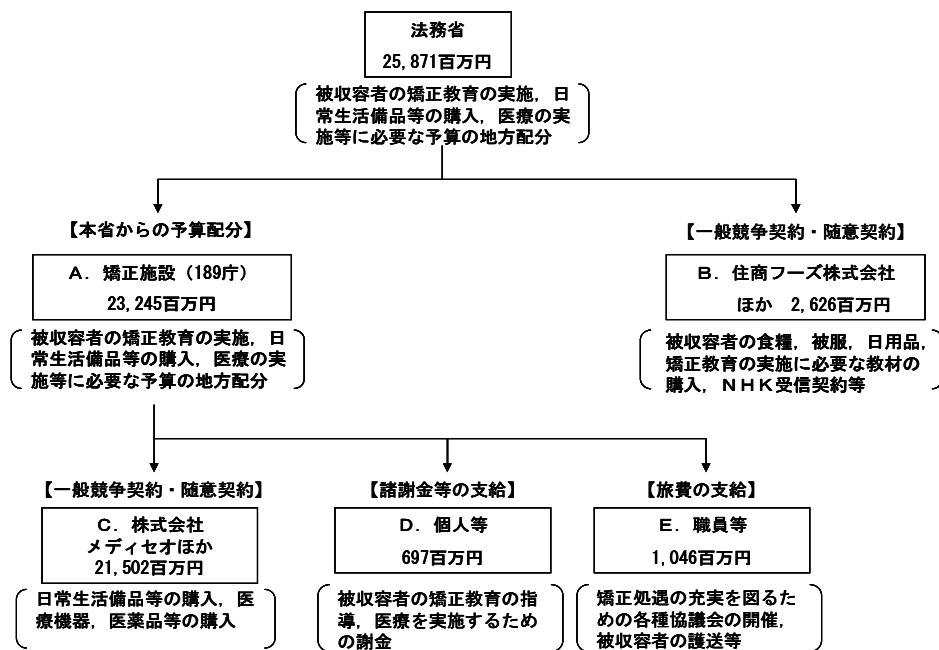 法務省
25,871百万円
被収容者の矯正教育の実施，日
常生活備品等の購入，医療の実
施等に必要な予算の地方配分
【本省からの予算配分】
A．矯正施設（189庁）
23,245百万円
被収容者の矯正教育の実施，日
常生活備品等の購入，医療の実
施等に必要な予算の地方配分
【一般競争契約・随意契約】
B．住商フーズ株式会社
ほか　2,626百万円
被収容者の食糧，被服，日用品，
矯正教育の実施に必要な教材の
購入，ＮＨＫ受信契約等
【一般競争契約・随意契約】
C．株式会社
メディセオほか
21,502百万円
日常生活備品等の購入，医
療機器，医薬品等の購入
【諸謝金等の支給】
D．個人等
697百万円
被収容者の矯正教育の指
導，医療を実施するため
の謝金
【旅費の支給】
E．職員等
1,046百万円
矯正処遇の充実を図るた
めの各種協議会の開催，
被収容者の護送等